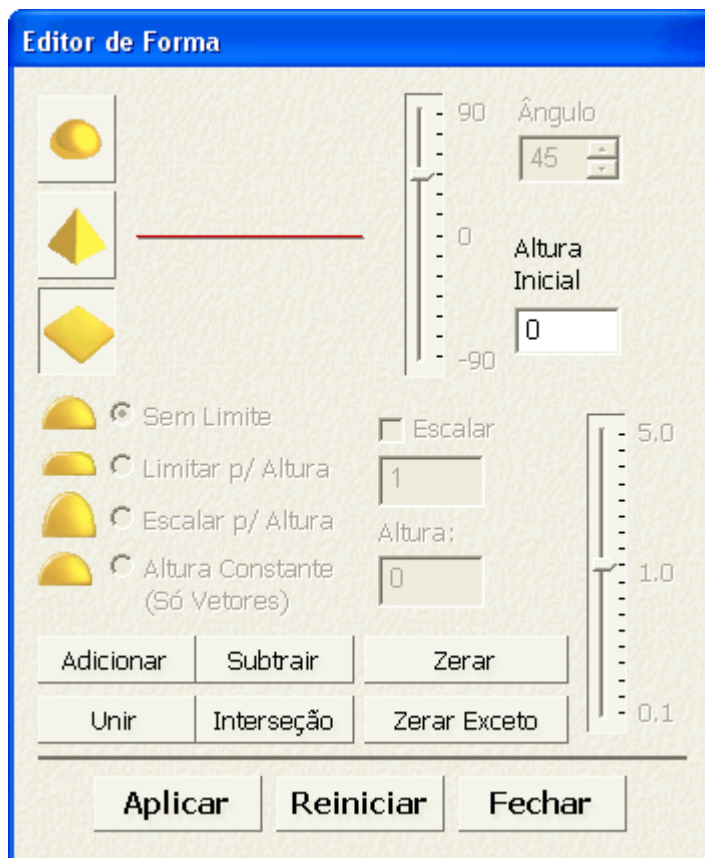 Editor de Forma
90
0
-90
Ângulo
45
Altura
Inicial
0
Sem Limite
Limitar p/ Altura
Escalar p/ Altura
Altura Constante
(Só Vetores)
Escalar
1
Altura:
0
5.0
1.0
0.1
Adicionar
Subtrair
Zerar
Unir
Interseção
Zerar Exceto
Aplicar
Reiniciar
Fechar